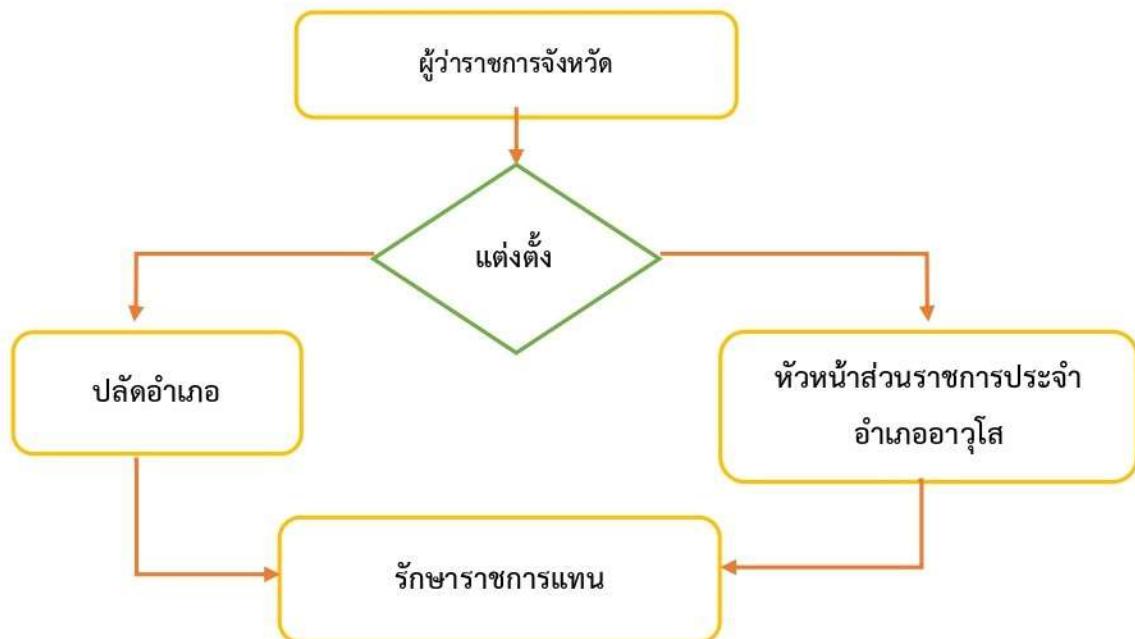 ผู้ว่าราชการจังหวัด
แต่งตั้ง
ปลัดอำเภอ
หัวหน้าส่วนราชการประจำ
อำเภออาวุโส
รักษาราชการแทน